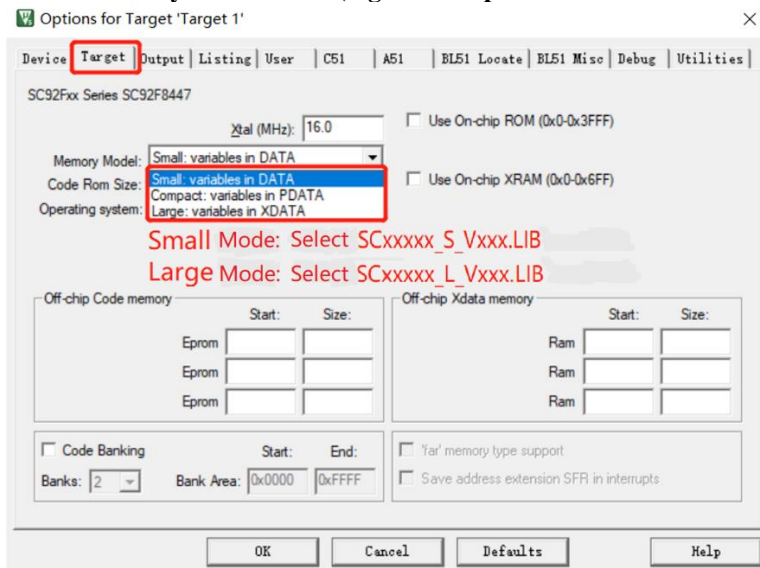 Options for Target 'Target 1'
Device Target Output Listing User C51 A51 BL51 Locate BL51 Misc Debug Utilities
SC92Fxx Series SC92F8447
Xtal (MHz): 16.0
Use On-chip ROM (0x0-0x3FFF)
Memory Model: Small: variables in DATA
Code Rom Size: Small: variables in DATA
Use On-chip XRAM (0x0-0x6FF)
Compact: variables in PDATA
Operating system: Large: variables in XDATA
Small Mode: Select SCxxxxx_S_Vxxx.LIB
Large Mode: Select SCxxxxx_L_Vxxx.LIB
Off-chip Code memory
Start: Size:
Eprom
Eprom
Eprom
Off-chip Xdata memory
Start: Size:
Ram
Ram
Ram
Code Banking Start: End:
Banks: 2 Bank Area: 0x0000 0xFFFF
'far' memory type support
Save address extension SFR in interrupts
OK Cancel Defaults Help